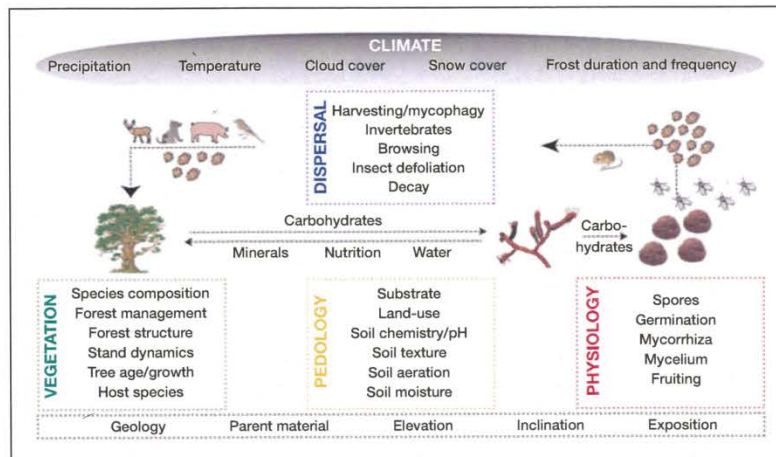 CLIMATE
Precipitation Temperature Cloud cover Snow cover Frost duration and frequency
DISPERSAL
Harvesting/mycophagy
Invertebrates
Browsing
Insect defoliation
Decay
Carbohydrates
Minerals Nutrition Water
Carbo-
hydrates
VEGETATION
Species composition
Forest management
Forest structure
Stand dynamics
Tree age/growth
Host species
PEDOLOGY
Substrate
Land-use
Soil chemistry/pH
Soil texture
Soil aeration
Soil moisture
PHYSIOLOGY
Spores
Germination
Mycorrhiza
Mycelium
Fruiting
Geology Parent material Elevation Inclination Exposition